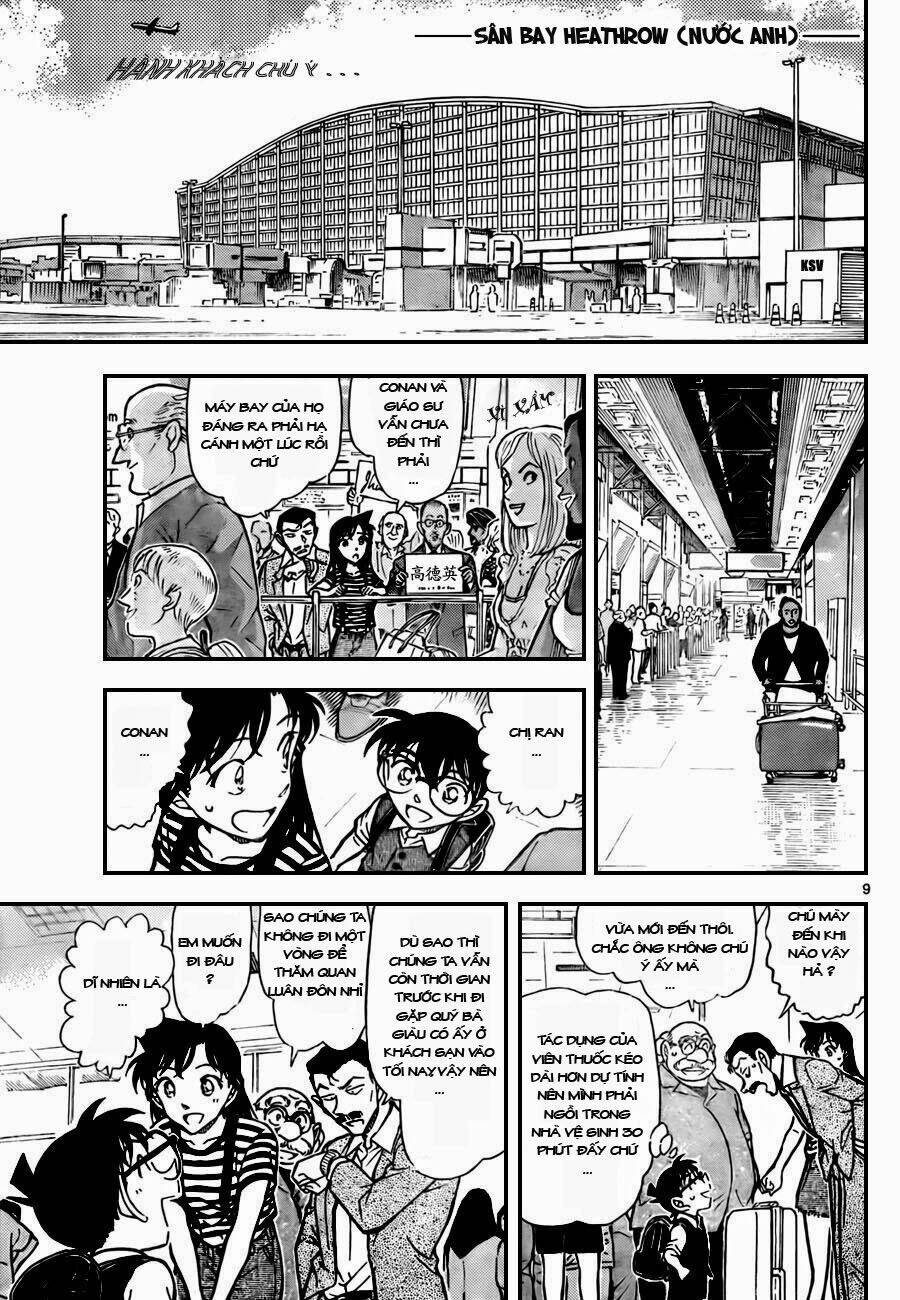 SÂN BAY HEATHROW (NƯỚC ANH)
HÀNH KHÁCH CHÚ Ý ...
KSV
CONAN VÀ
GIÁO SƯ
VẪN CHƯA
ĐẾN THÌ
PHẢI
...
MÁY BAY CỦA HỌ
ĐÁNG RA PHẢI HẠ
CÁNH MỘT LÚC RỒI
CHỨ
XÌ XẦM
高德英
CHỊ RAN
...
CONAN
...
9
CHÚ MÀY
ĐẾN KHI
NÀO VẬY
HẢ ?
VỪA MỚI ĐẾN THÔI.
CHẮC ÔNG KHÔNG CHÚ
Ý ẤY MÀ
...
TÁC DỤNG CỦA
VIÊN THUỐC KÉO
DÀI HƠN DỰ TÍNH
NÊN MÌNH PHẢI
NGỒI TRONG
NHÀ VỆ SINH 30
PHÚT ĐẤY CHỨ
...
DÙ SAO THÌ
CHÚNG TA VẪN
CÒN THỜI GIAN
TRƯỚC KHI ĐI
GẶP QUÝ BÀ
GIÀU CÓ ẤY Ở
KHÁCH SẠN VÀO
TỐI NAY,VẬY NÊN
...
SAO CHÚNG TA
KHÔNG ĐI MỘT
VÒNG ĐỂ
THĂM QUAN
LUÂN ĐÔN NHỈ
EM MUỐN
ĐI ĐÂU
?
DĨ NHIÊN LÀ
...